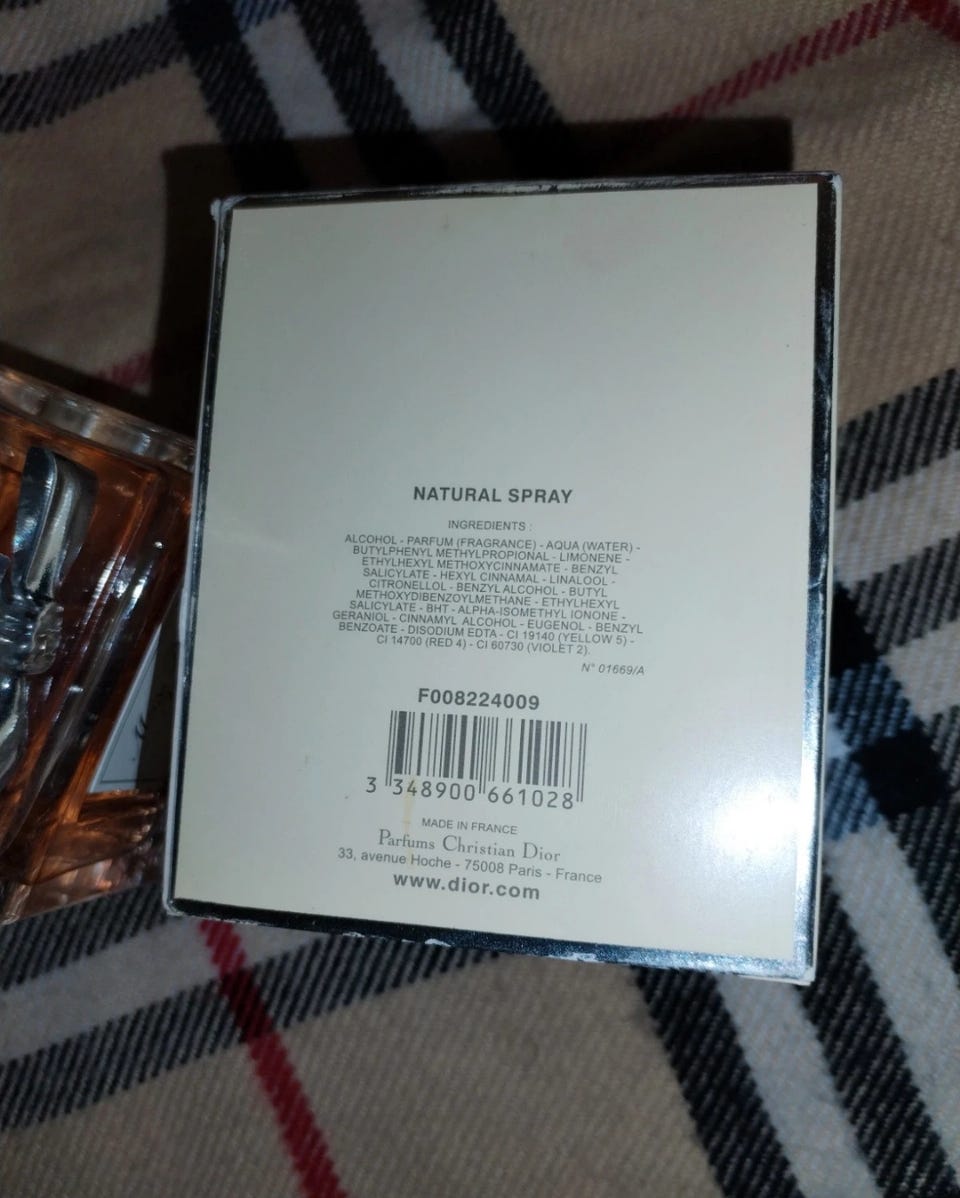 NATURAL SPRAY
INGREDIENTS :
ALCOHOL - PARFUM (FRAGRANCE) - AQUA (WATER) -
BUTYLPHENYL METHYLPROPIONAL - LIMONENE -
ETHYLHEXYL METHOXYCINNAMATE - BENZYL
SALICYLATE - HEXYL CINNAMAL - LINALOOL -
CITRONELLOL - BENZYL ALCOHOL - BUTYL
METHOXYDIBENZOYLMETHANE - ETHYLHEXYL
SALICYLATE - BHT - ALPHA-ISOMETHYL IONONE -
GERANIOL - CINNAMYL ALCOHOL - EUGENOL - BENZYL
BENZOATE - DISODIUM EDTA - CI 19140 (YELLOW 5) -
CI 14700 (RED 4) - CI 60730 (VIOLET 2).
N° 01669/A
F008224009
3 348900 661028
MADE IN FRANCE
Parfums Christian Dior
33, avenue Hoche - 75008 Paris - France
www.dior.com